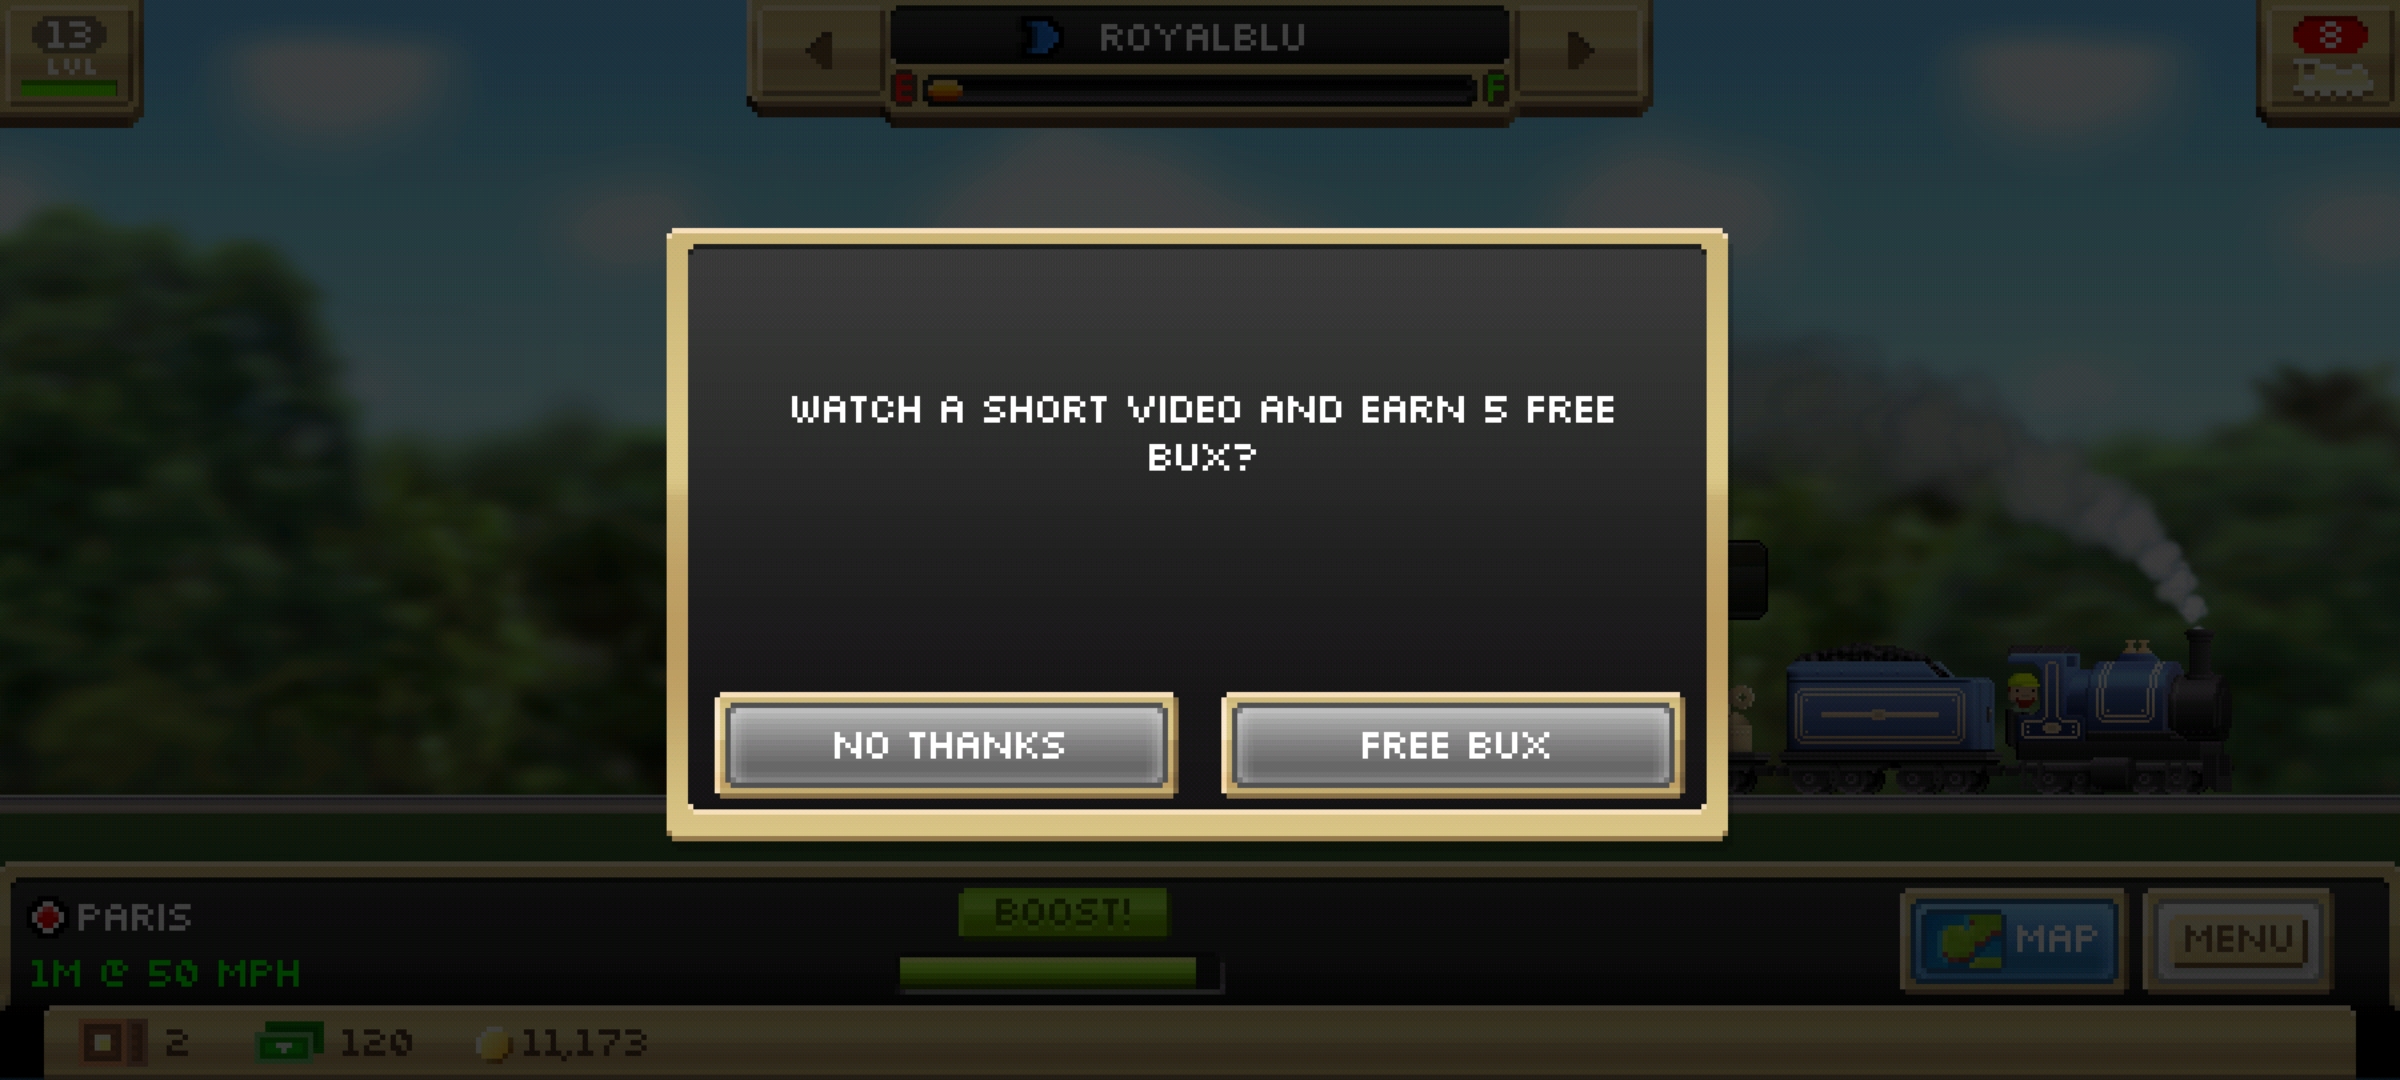 13
LVL
ROYALBLU
E F
8
WATCH A SHORT VIDEO AND EARN 5 FREE
BUX?
NO THANKS
FREE BUX
PARIS
1M @ 50 MPH
BOOST!
MAP
MENU
2
120
11,173